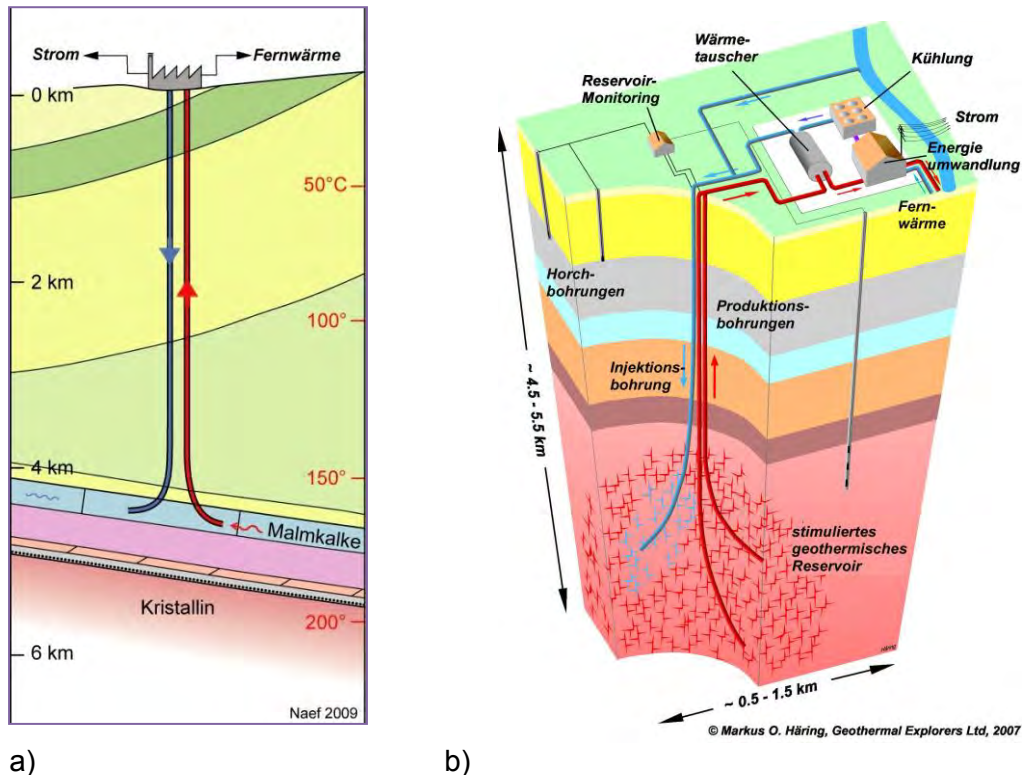 Strom
Fernwärme
0 km
50°C
2 km
100°
4 km
150°
Malmkalke
Kristallin
200°
6 km
Naef 2009
a)
Wärme-
tauscher
Kühlung
Reservoir-
Monitoring
Strom
Energie
umwandlung
Fern-
wärme
Horch-
bohrungen
Produktions-
bohrungen
Injektions-
bohrung
~ 4.5 - 5.5 km
stimuliertes
geothermisches
Reservoir
~ 0.5 - 1.5 km
© Markus O. Häring, Geothermal Explorers Ltd, 2007
b)